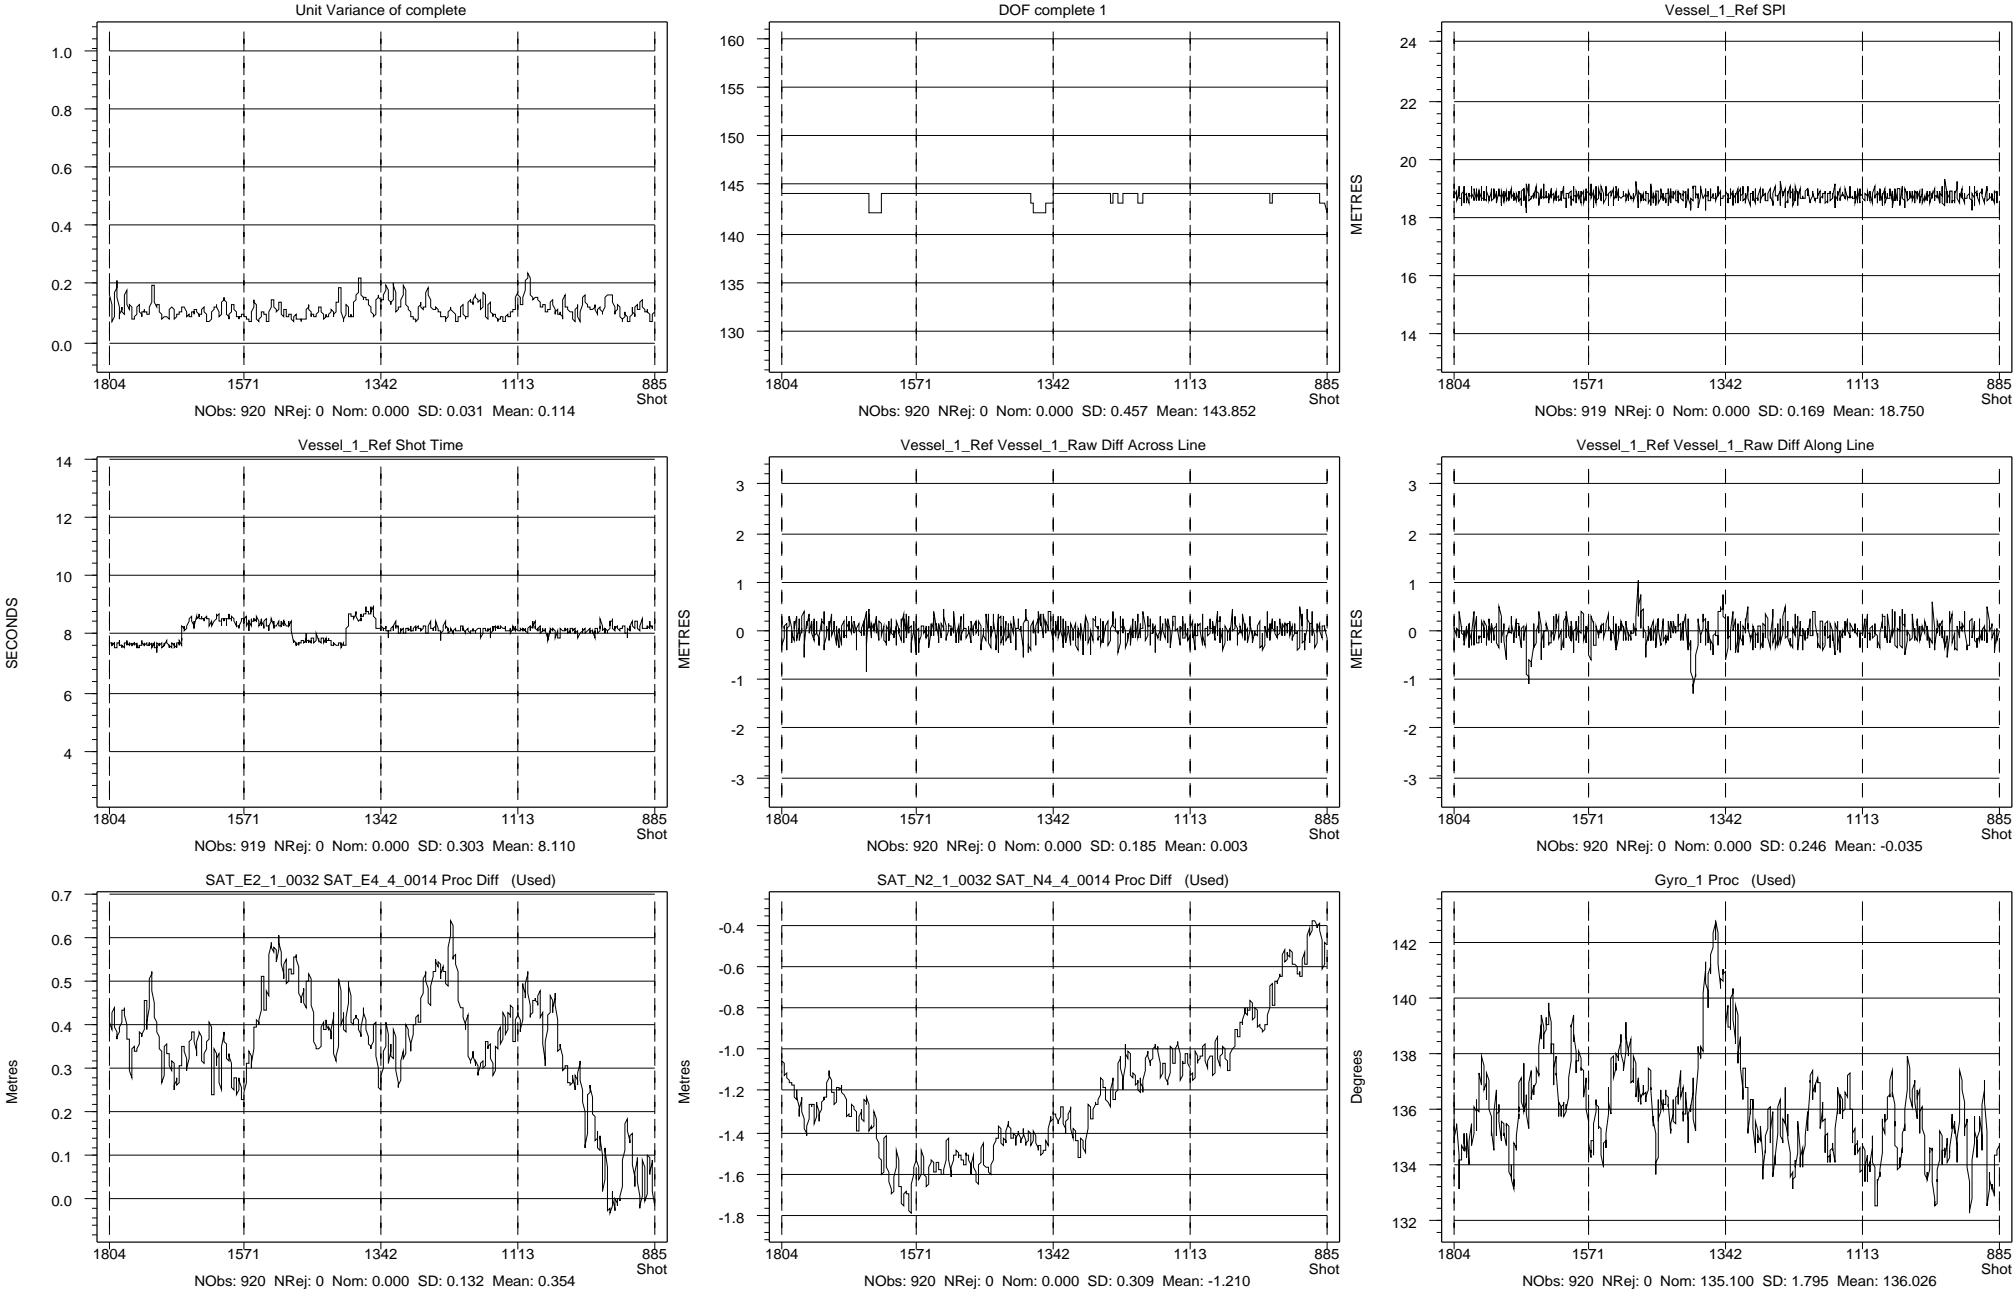 Unit Variance of complete
1.0
0.8
0.6
0.4
0.2
0.0
1804 1571 1342 1113 885
Shot
NObs: 920 NRej: 0 Nom: 0.000 SD: 0.031 Mean: 0.114
DOF complete 1
160
155
150
145
140
135
130
1804 1571 1342 1113 885
Shot
NObs: 920 NRej: 0 Nom: 0.000 SD: 0.457 Mean: 143.852
Vessel_1_Ref SPI
METRES
24
22
20
18
16
14
1804 1571 1342 1113 885
Shot
NObs: 919 NRej: 0 Nom: 0.000 SD: 0.169 Mean: 18.750
Vessel_1_Ref Shot Time
SECONDS
14
12
10
8
6
4
1804 1571 1342 1113 885
Shot
NObs: 919 NRej: 0 Nom: 0.000 SD: 0.303 Mean: 8.110
Vessel_1_Ref Vessel_1_Raw Diff Across Line
METRES
3
2
1
0
-1
-2
-3
1804 1571 1342 1113 885
Shot
NObs: 920 NRej: 0 Nom: 0.000 SD: 0.185 Mean: 0.003
Vessel_1_Ref Vessel_1_Raw Diff Along Line
METRES
3
2
1
0
-1
-2
-3
1804 1571 1342 1113 885
Shot
NObs: 920 NRej: 0 Nom: 0.000 SD: 0.246 Mean: -0.035
SAT_E2_1_0032 SAT_E4_4_0014 Proc Diff (Used)
Metres
0.7
0.6
0.5
0.4
0.3
0.2
0.1
0.0
1804 1571 1342 1113 885
Shot
NObs: 920 NRej: 0 Nom: 0.000 SD: 0.132 Mean: 0.354
SAT_N2_1_0032 SAT_N4_4_0014 Proc Diff (Used)
Metres
-0.4
-0.6
-0.8
-1.0
-1.2
-1.4
-1.6
-1.8
1804 1571 1342 1113 885
Shot
NObs: 920 NRej: 0 Nom: 0.000 SD: 0.309 Mean: -1.210
Gyro_1 Proc (Used)
Degrees
142
140
138
136
134
132
1804 1571 1342 1113 885
Shot
NObs: 920 NRej: 0 Nom: 135.100 SD: 1.795 Mean: 136.026